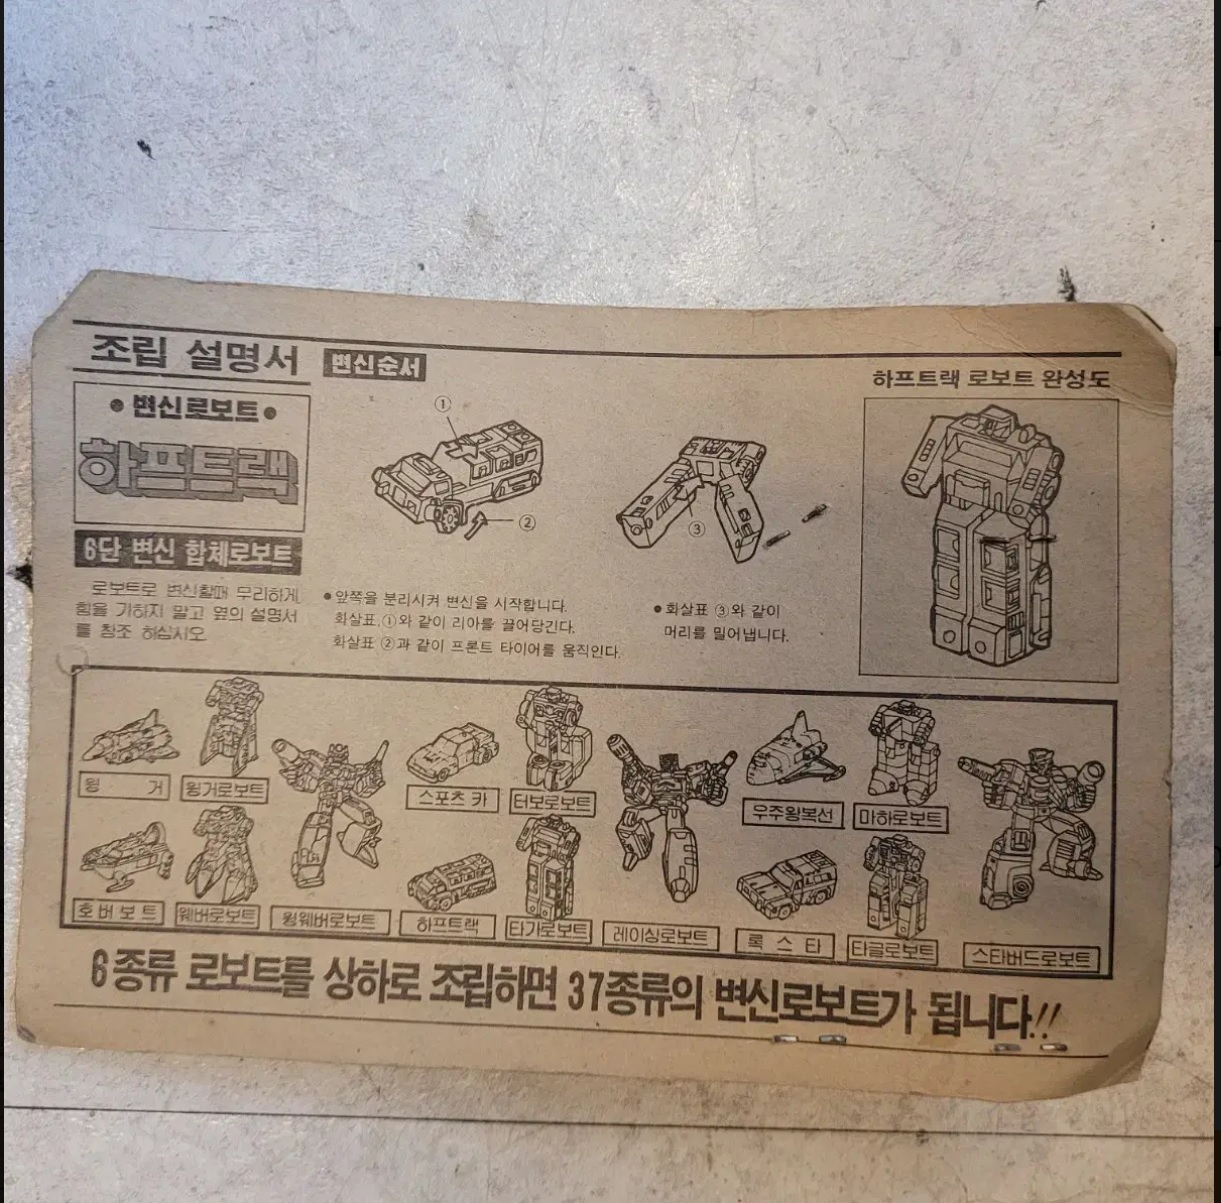 조립 설명서
변신순서
하프트랙 로보트 완성도
• 변신로보트 •
하프트랙
6단 변신 합체로보트
로보트로 변신할때 무리하게
힘을 가하지 말고 옆의 설명서
를 참조 하십시오
①
②
● 앞쪽을 분리시켜 변신을 시작합니다.
화살표 ①와 같이 리아를 끌어당긴다.
화살표 ②과 같이 프론트 타이어를 움직인다.
③
● 화살표 ③와 같이
머리를 밀어냅니다.
윙 거
윙거로보트
스포츠 카
터보로보트
우주왕복선
마하로보트
호버보트
웨버로보트
윙웨버로보트
하프트랙
타가로보트
레이싱로보트
록 스 타
타글로보트
스타버드로보트
6종류 로보트를 상하로 조립하면 37종류의 변신로보트가 됩니다!!